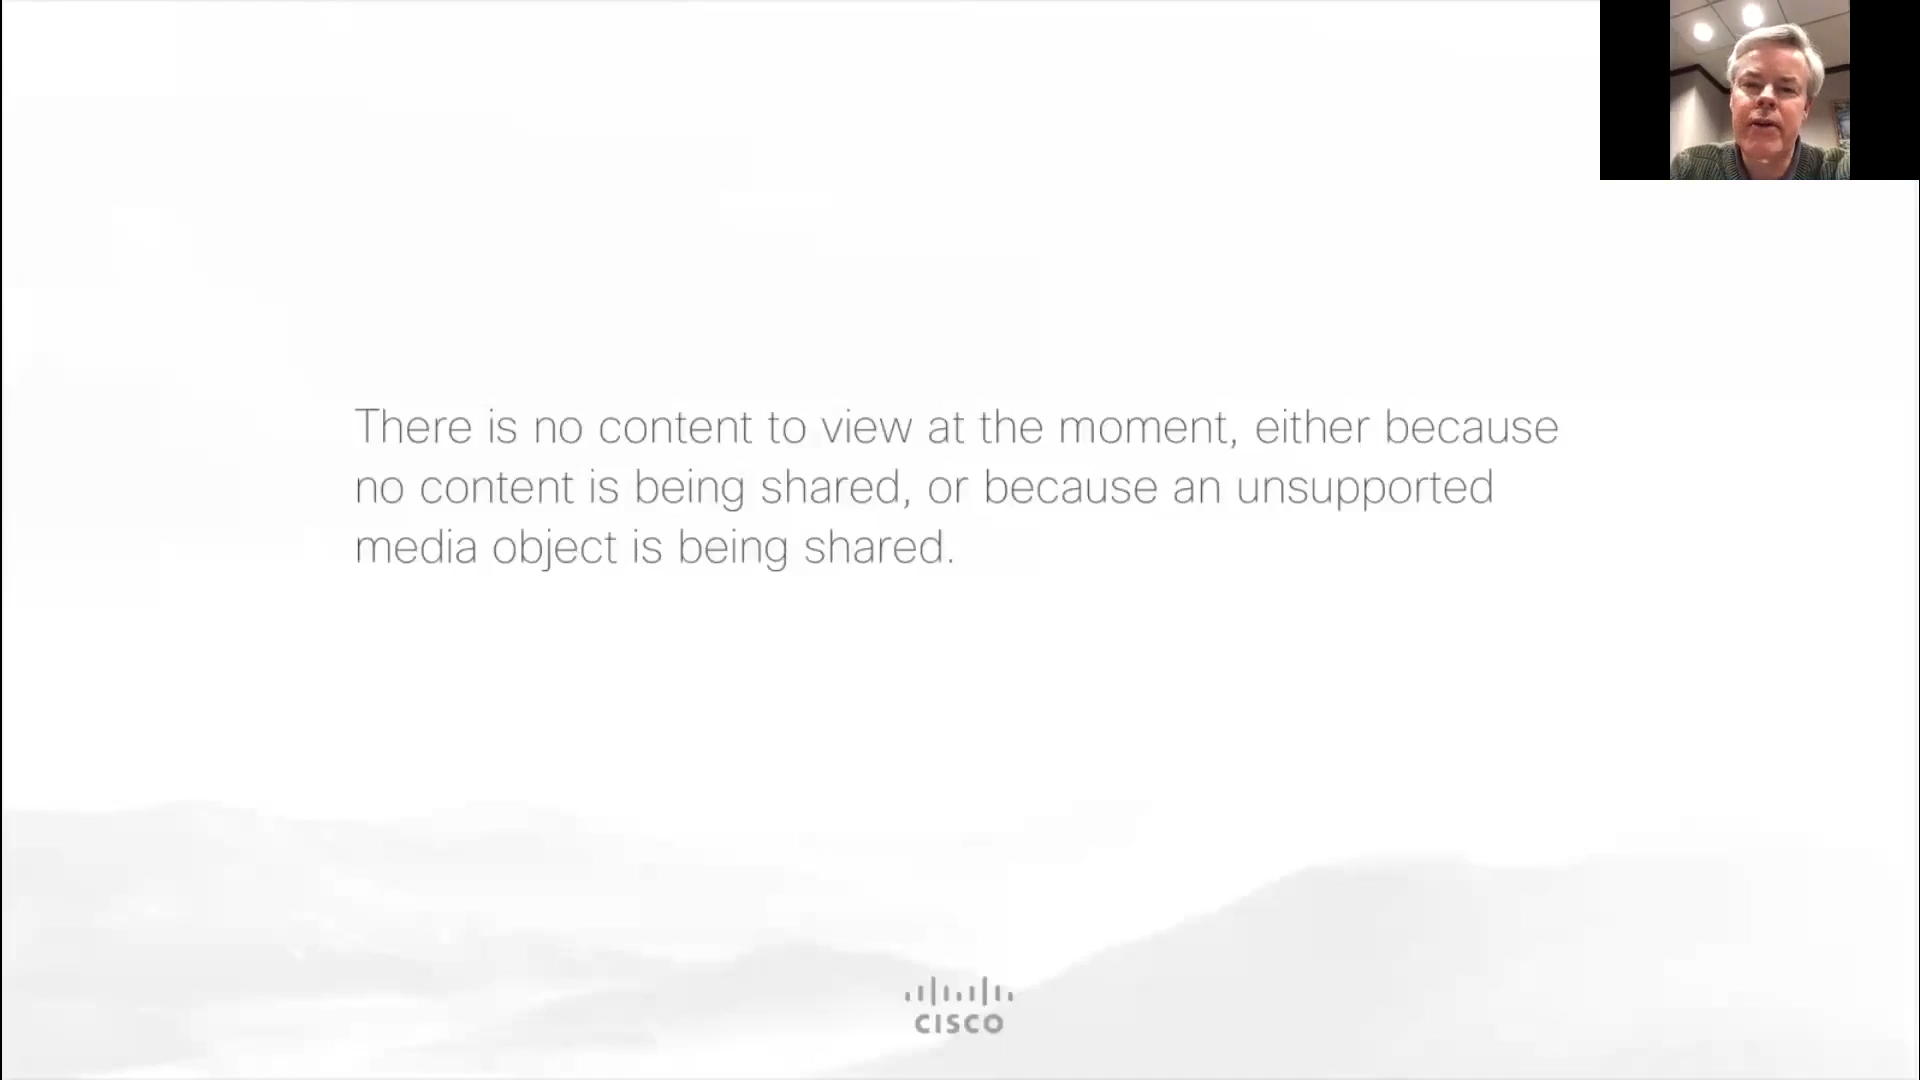 There is no content to view at the moment, either because
no content is being shared, or because an unsupported
media object is being shared.
CISCO